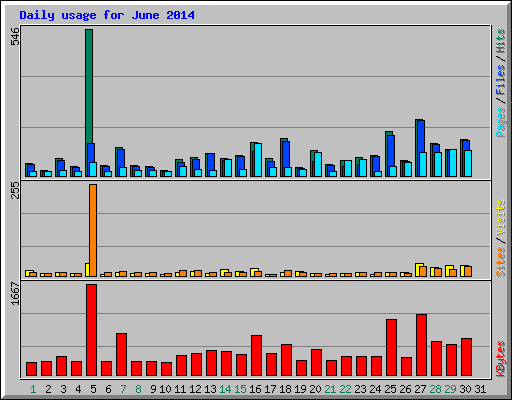 Daily usage for June 2014
546
Pages / Files / Hits
255
Sites / Visits
1667
KBytes
1 2 3 4 5 6 7 8 9 10 11 12 13 14 15 16 17 18 19 20 21 22 23 24 25 26 27 28 29 30 31